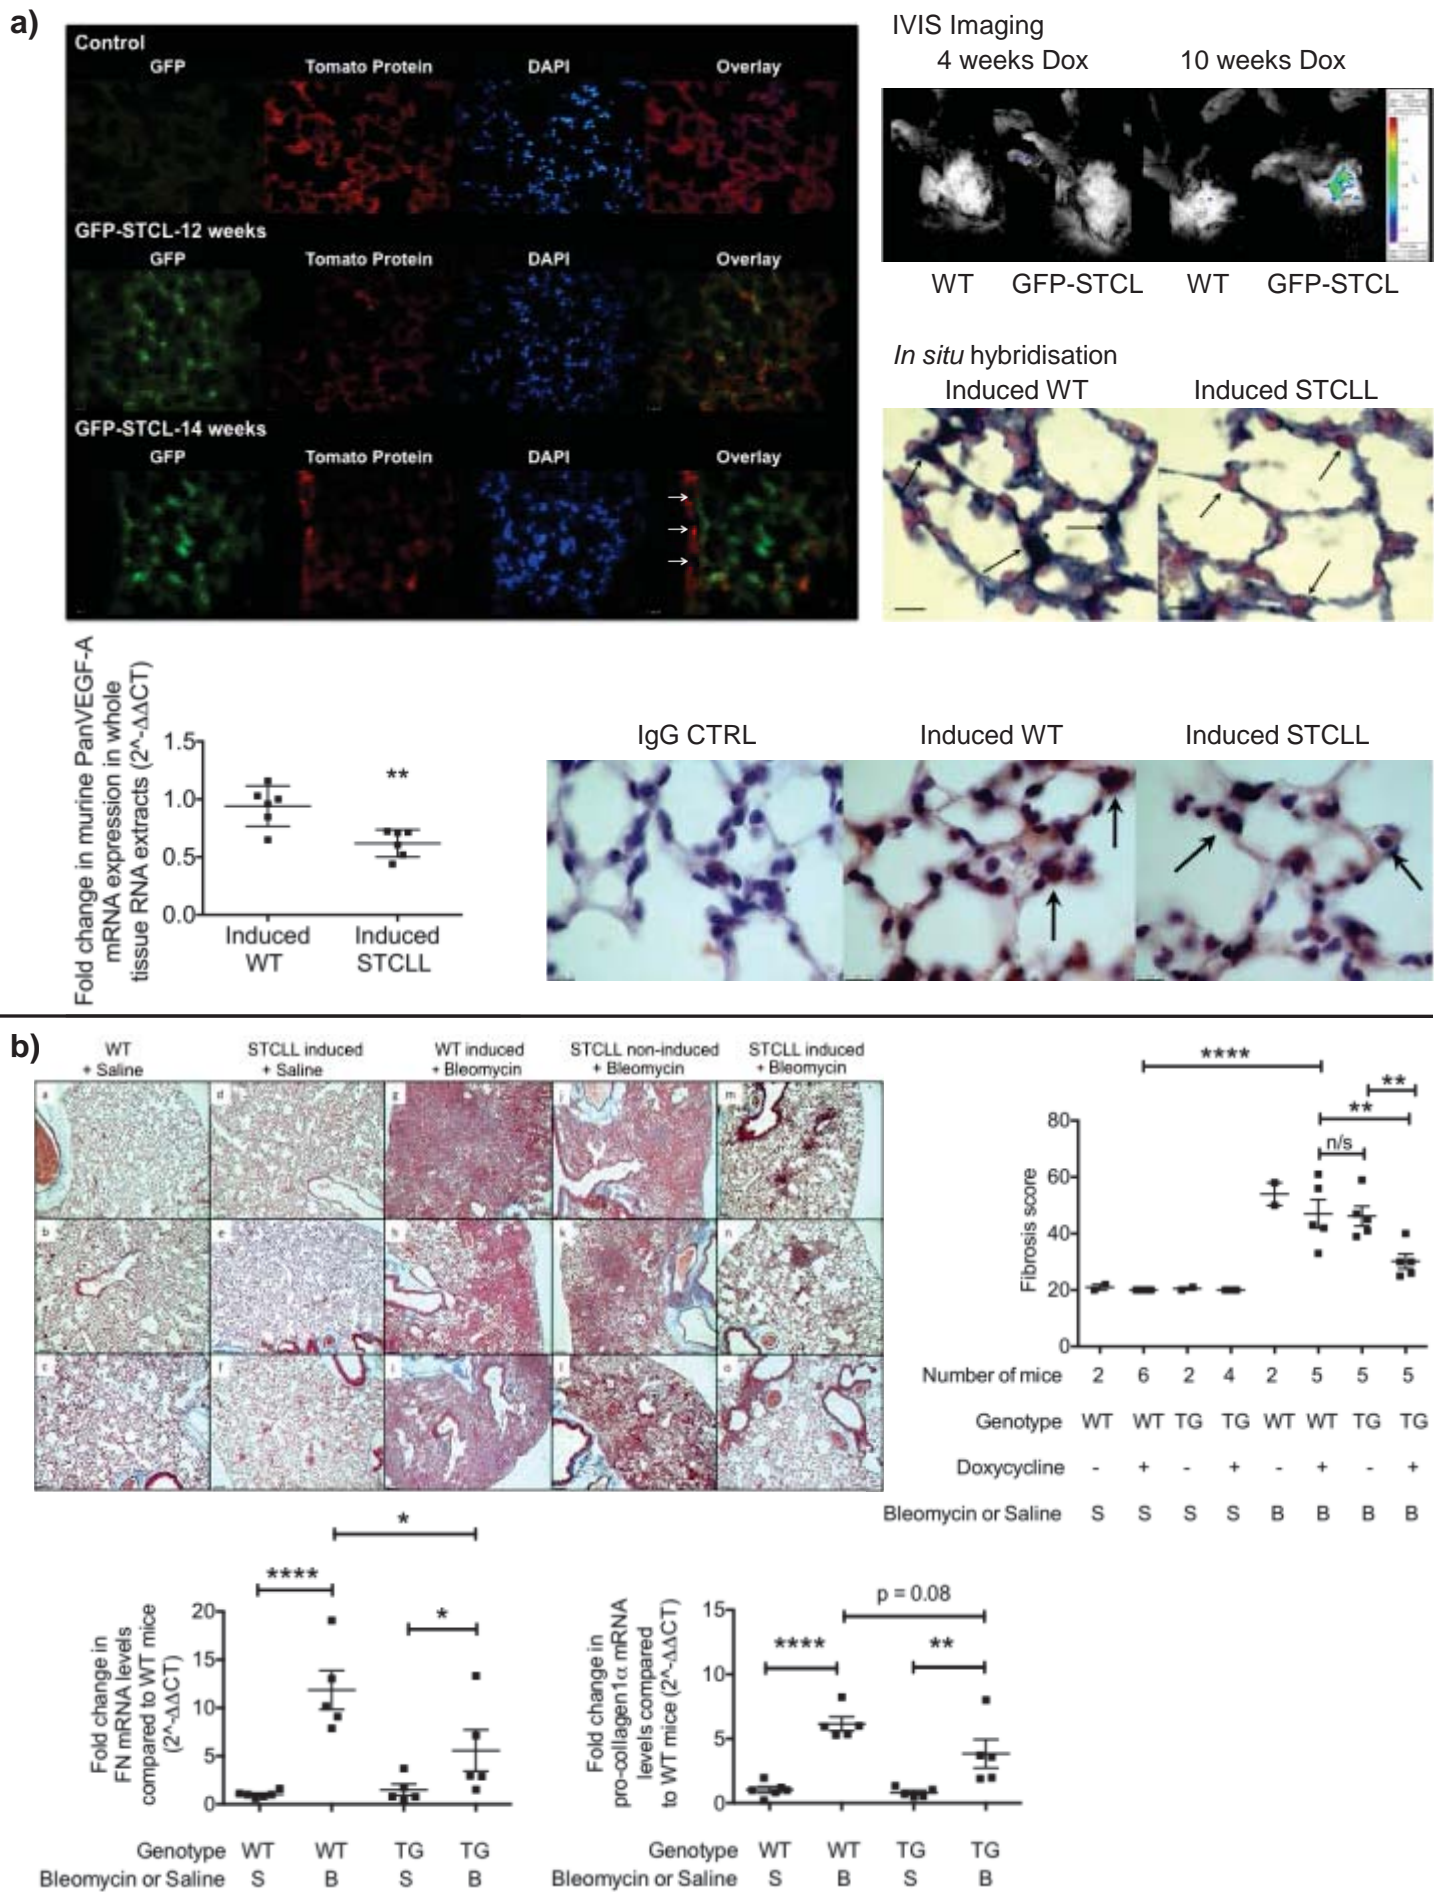 a)
Control
GFP Tomato Protein DAPI Overlay
GFP-STCL-12 weeks
GFP Tomato Protein DAPI Overlay
GFP-STCL-14 weeks
GFP Tomato Protein DAPI Overlay
IVIS Imaging
4 weeks Dox 10 weeks Dox
WT GFP-STCL WT GFP-STCL
In situ hybridisation
Induced WT Induced STCLL
Fold change in murine PanVEGF-A
mRNA expression in whole
tissue RNA extracts (2^-ΔΔCT)
1.5
1.0
0.5
0.0
**
Induced WT
Induced STCLL
IgG CTRL Induced WT Induced STCLL
b)
WT + Saline
STCLL induced + Saline
WT induced + Bleomycin
STCLL non-induced + Bleomycin
STCLL induced + Bleomycin
a d g j m
b e h k n
c f i l o
****
**
**
n/s
Fibrosis score
80
60
40
20
0
Number of mice 2 6 2 4 2 5 5 5
Genotype WT WT TG TG WT WT TG TG
Doxycycline - + - + - + - +
Bleomycin or Saline S S S S B B B B
*
****
*
Fold change in
FN mRNA levels
compared to WT mice
(2^-ΔΔCT)
20
15
10
5
0
Genotype WT WT TG TG
Bleomycin or Saline S B S B
p = 0.08
****
**
Fold change in
pro-collagen1α mRNA
levels compared
to WT mice (2^-ΔΔCT)
15
10
5
0
Genotype WT WT TG TG
Bleomycin or Saline S B S B